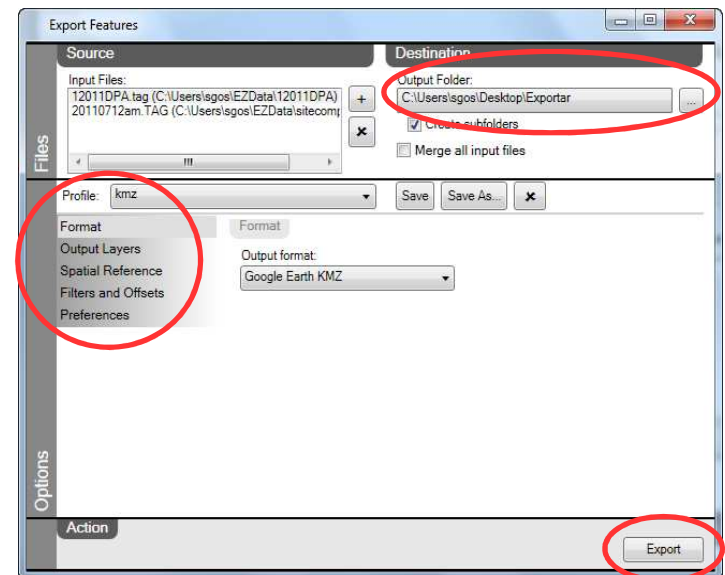 Export Features
Source
Destination
Input Files:
12011DPA.tag (C:\Users\sgos\EZData\12011DPA)
20110712am.TAG (C:\Users\sgos\EZData\sitecom
+
x
Output Folder:
C:\Users\sgos\Desktop\Exportar
...
Create subfolders
Merge all input files
Files
Profile:
kmz
Save
Save As...
x
Format
Output Layers
Spatial Reference
Filters and Offsets
Preferences
Format
Output format:
Google Earth KMZ
Options
Action
Export